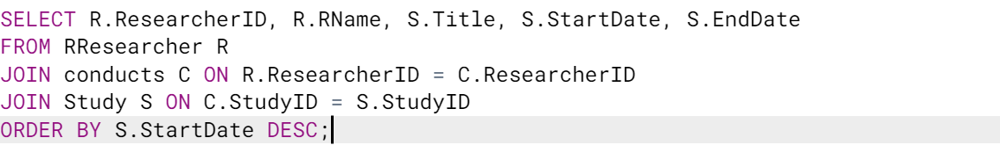 SELECT R.ResearcherID, R.RName, S.Title, S.StartDate, S.EndDate
FROM RResearcher R
JOIN conducts C ON R.ResearcherID = C.ResearcherID
JOIN Study S ON C.StudyID = S.StudyID
ORDER BY S.StartDate DESC;